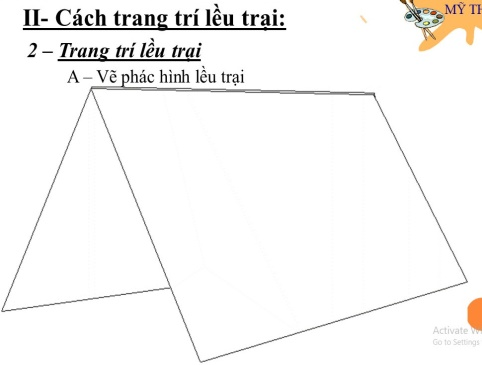 II- Cách trang trí lều trại:
MỸ TH
2 – Trang trí lều trại
A – Vẽ phác hình lều trại
Activate W
Go to Settings